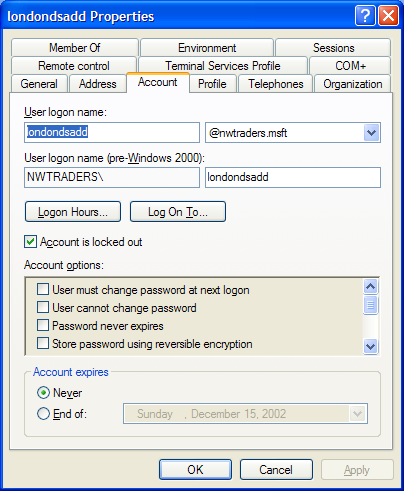 londondsadd Properties
Member Of Environment Sessions
Remote control Terminal Services Profile COM+
General Address Account Profile Telephones Organization
User logon name:
londondsadd @nwtraders.msft
User logon name (pre-Windows 2000):
NWTRADERS\ londondsadd
Logon Hours... Log On To...
Account is locked out
Account options:
User must change password at next logon
User cannot change password
Password never expires
Store password using reversible encryption
Account expires
Never
End of: Sunday , December 15, 2002
OK Cancel Apply